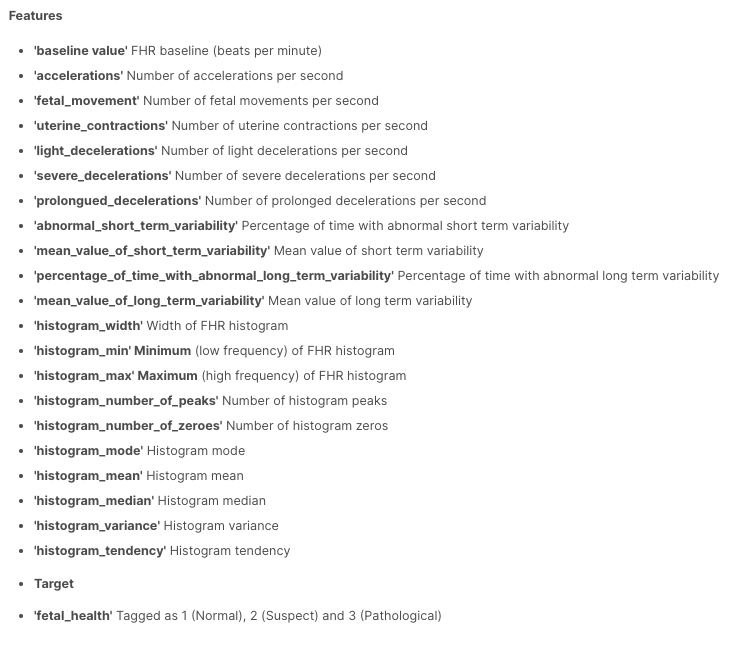 Features
• 'baseline value' FHR baseline (beats per minute)
• 'accelerations' Number of accelerations per second
• 'fetal_movement' Number of fetal movements per second
• 'uterine_contractions' Number of uterine contractions per second
• 'light_decelerations' Number of light decelerations per second
• 'severe_decelerations' Number of severe decelerations per second
• 'prolongued_decelerations' Number of prolonged decelerations per second
• 'abnormal_short_term_variability' Percentage of time with abnormal short term variability
• 'mean_value_of_short_term_variability' Mean value of short term variability
• 'percentage_of_time_with_abnormal_long_term_variability' Percentage of time with abnormal long term variability
• 'mean_value_of_long_term_variability' Mean value of long term variability
• 'histogram_width' Width of FHR histogram
• 'histogram_min' Minimum (low frequency) of FHR histogram
• 'histogram_max' Maximum (high frequency) of FHR histogram
• 'histogram_number_of_peaks' Number of histogram peaks
• 'histogram_number_of_zeroes' Number of histogram zeros
• 'histogram_mode' Histogram mode
• 'histogram_mean' Histogram mean
• 'histogram_median' Histogram median
• 'histogram_variance' Histogram variance
• 'histogram_tendency' Histogram tendency
• Target
• 'fetal_health' Tagged as 1 (Normal), 2 (Suspect) and 3 (Pathological)